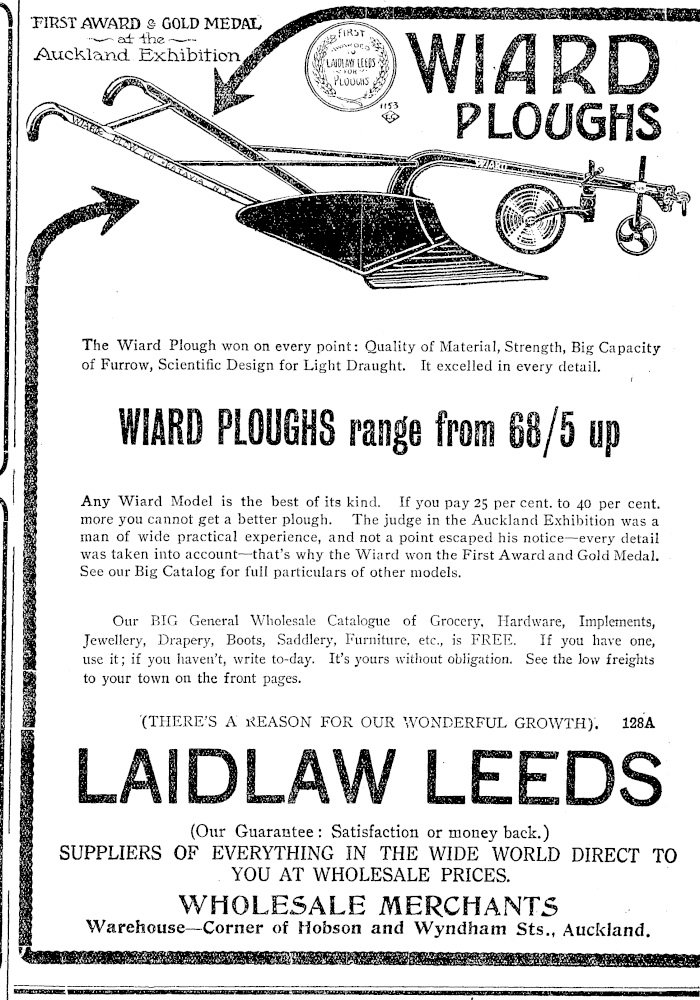 FIRST AWARD & GOLD MEDAL
at the
Auckland Exhibition
FIRST
AWARDED
TO
LAIDLAW LEEDS
FOR
PLOUGHS
1153
WIARD
PLOUGHS
WIARD
WIARD
The Wiard Plough won on every point: Quality of Material, Strength, Big Capacity
of Furrow, Scientific Design for Light Draught. It excelled in every detail.
WIARD PLOUGHS range from 68/5 up
Any Wiard Model is the best of its kind. If you pay 25 per cent. to 40 per cent.
more you cannot get a better plough. The judge in the Auckland Exhibition was a
man of wide practical experience, and not a point escaped his notice—every detail
was taken into account—that's why the Wiard won the First Award and Gold Medal.
See our Big Catalog for full particulars of other models.
Our BIG General Wholesale Catalogue of Grocery, Hardware, Implements,
Jewellery, Drapery, Boots, Saddlery, Furniture, etc., is FREE. If you have one,
use it; if you haven't, write to-day. It's yours without obligation. See the low freights
to your town on the front pages.
(THERE'S A REASON FOR OUR WONDERFUL GROWTH). 128A
LAIDLAW LEEDS
(Our Guarantee: Satisfaction or money back.)
SUPPLIERS OF EVERYTHING IN THE WIDE WORLD DIRECT TO
YOU AT WHOLESALE PRICES.
WHOLESALE MERCHANTS
Warehouse—Corner of Hobson and Wyndham Sts., Auckland.